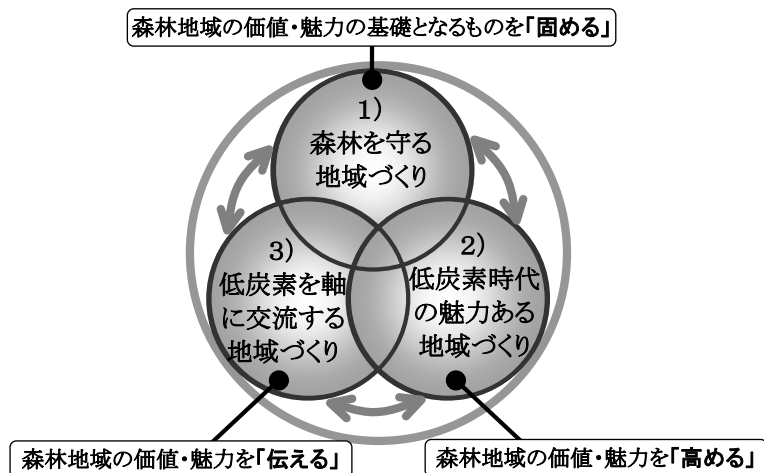 森林地域の価値・魅力の基礎となるものを「固める」
1)
森林を守る
地域づくり
3)
低炭素を軸
に交流する
地域づくり
2)
低炭素時代
の魅力ある
地域づくり
森林地域の価値・魅力を「伝える」
森林地域の価値・魅力を「高める」